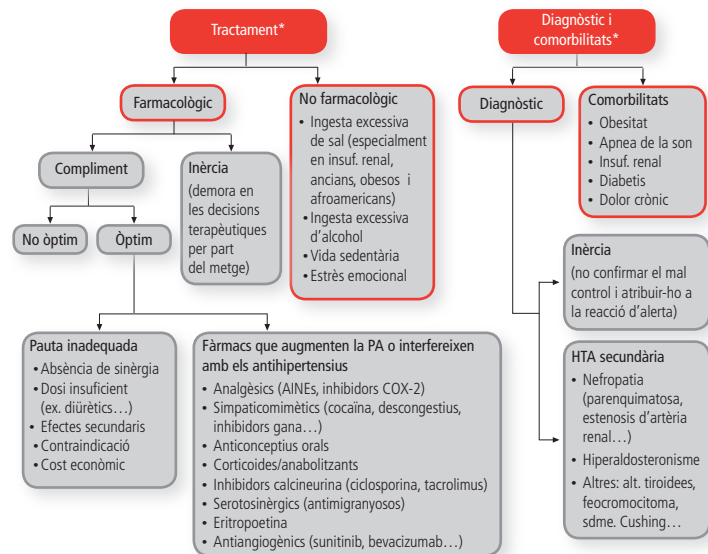 Tractament*
Diagnòstic i
comorbilitats*
Farmacològic
No farmacològic
• Ingesta excessiva
de sal (especialment
en insuf. renal,
ancians, obesos i
afroamericans)
• Ingesta excessiva
d'alcohol
• Vida sedentària
• Estrès emocional
Diagnòstic
Comorbilitats
• Obesitat
• Apnea de la son
• Insuf. renal
• Diabetis
• Dolor crònic
Compliment
Inèrcia
(demora en
les decisions
terapèutiques
per part
del metge)
No òptim
Òptim
Inèrcia
(no confirmar el mal
control i atribuir-ho a
la reacció d'alerta)
Pauta inadequada
• Absència de sinèrgia
• Dosi insuficient
(ex. diürètics…)
• Efectes secundaris
• Contraindicació
• Cost econòmic
Fàrmacs que augmenten la PA o interfereixen
amb els antihipertensius
• Analgèsics (AINEs, inhibidors COX-2)
• Simpaticomimètics (cocaïna, descongestius,
inhibidors gana…)
• Anticonceptius orals
• Corticoides/anabolitzants
• Inhibidors calcineurina (ciclosporina, tacrolimus)
• Serotosinèrgics (antimigranyosos)
• Eritropoetina
• Antiangiogènics (sunitinib, bevacizumab…)
HTA secundària
• Nefropatia
(parenquimatosa,
estenosis d'artèria
renal…)
• Hiperaldosteronisme
• Altres: alt. tiroidees,
feocromocitoma,
sdme. Cushing…